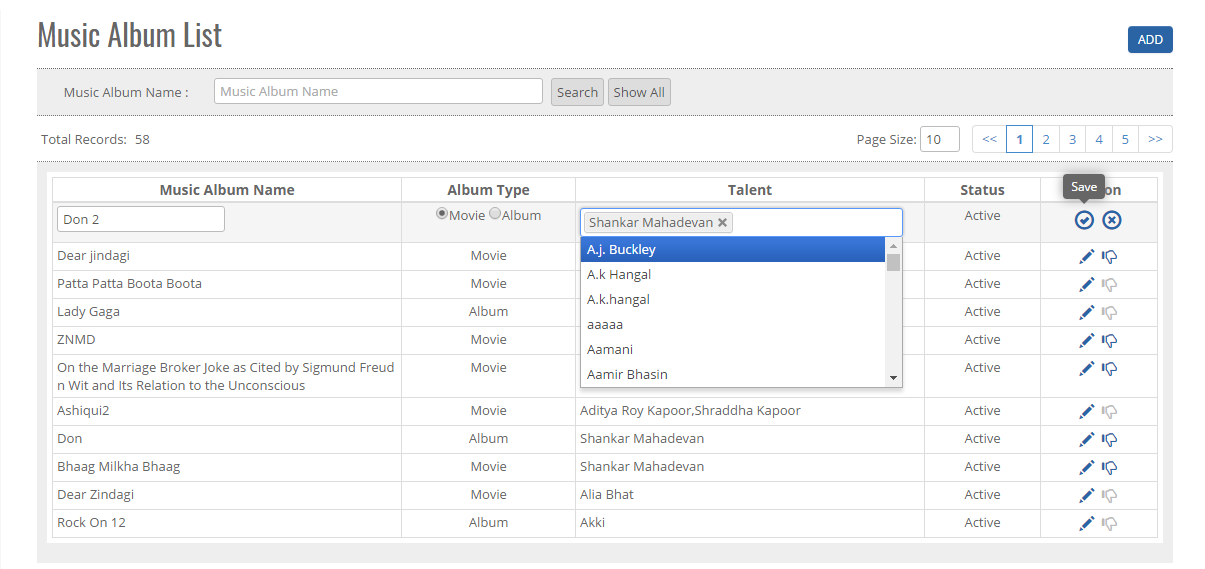 Music Album List
ADD
Music Album Name : Music Album Name Search Show All
Total Records: 58 Page Size: 10 << 1 2 3 4 5 >>
Save
Music Album Name Album Type Talent Status on
Don 2 Movie Album Shankar Mahadevan Active
A.j. Buckley
Dear jindagi Movie Active
A.k Hangal
Patta Patta Boota Boota Movie Active
A.k.hangal
Lady Gaga Album Active
aaaaa
ZNMD Movie Active
Aamani
On the Marriage Broker Joke as Cited by Sigmund Freud Movie Active
Aamir Bhasin
n Wit and Its Relation to the Unconscious
Ashiqui2 Movie Aditya Roy Kapoor,Shraddha Kapoor Active
Don Album Shankar Mahadevan Active
Bhaag Milkha Bhaag Movie Shankar Mahadevan Active
Dear Zindagi Movie Alia Bhat Active
Rock On 12 Album Akki Active